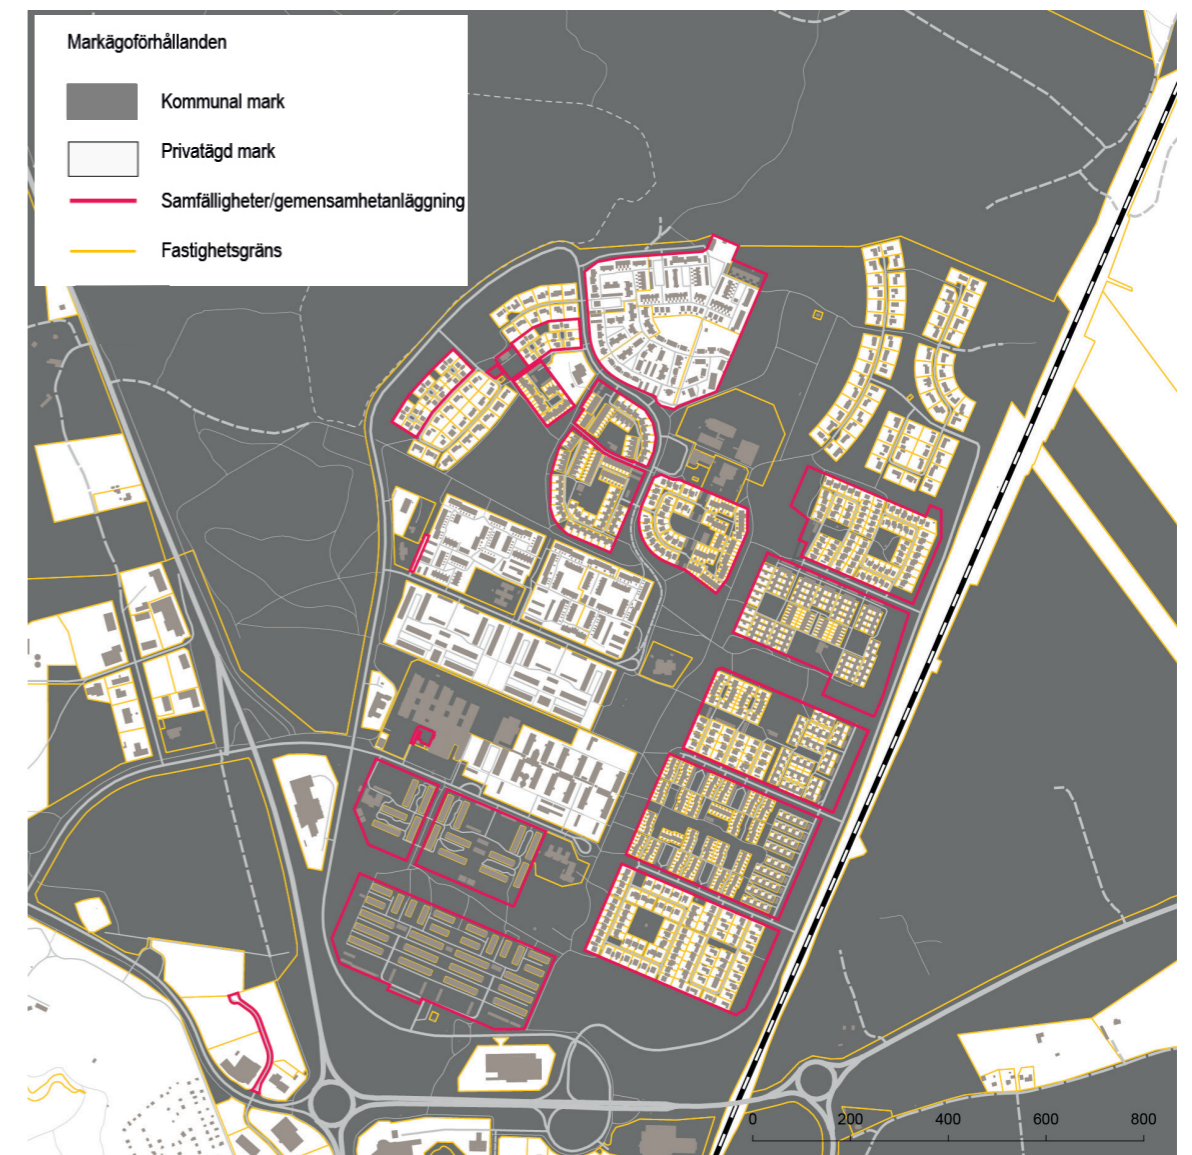 Markägoförhållanden
Kommunal mark
Privatägd mark
Samfälligheter/gemensamhetanläggning
Fastighetsgräns
0 200 400 600 800